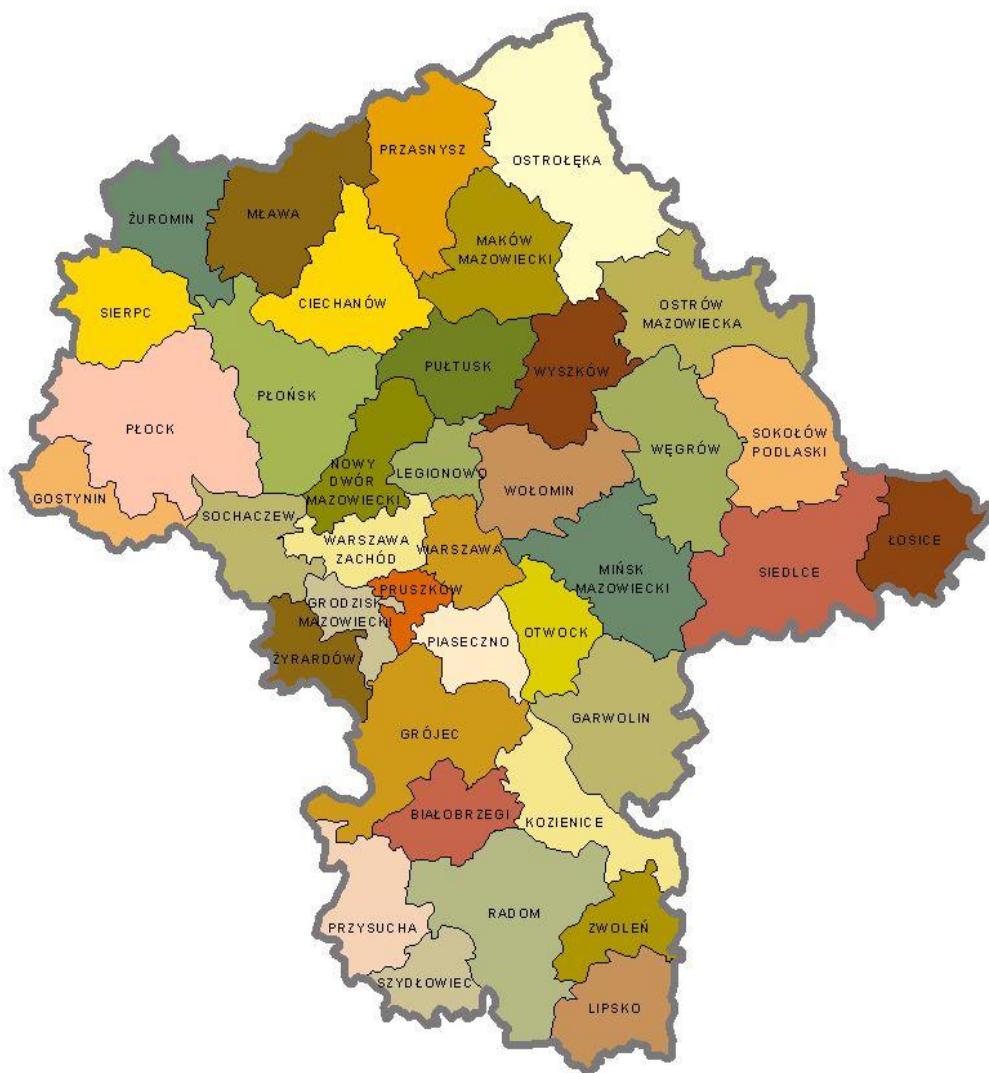 PRZASNYSZ
OSTROŁĘKA
ŻUROMIN
MŁAWA
MAKÓW
MAZOWIECKI
SIERPC
CIECHANÓW
OSTRÓW
MAZOWIECKA
PUŁTUSK
WYSZKÓW
PŁOŃSK
PŁOCK
WĘGRÓW
SOKOŁÓW
PODLASKI
NOWY
DWÓR
MAZOWIECKI
LEGIONOWO
WOŁOMIN
GOSTYNIN
SOCHACZEW
WARSZAWA
ZACHÓD
WARSZAWA
MIŃSK
MAZOWIECKI
SIEDLCE
ŁOSICE
PRUSZKÓW
GRODZISK
MAZOWIECKI
PIASECZNO
OTWOCK
ŻYRARDÓW
GARWOLIN
GRÓJEC
BIAŁOBRZEGI
KOZIENICE
RADOM
PRZYSUCHA
ZWOLEŃ
SZYDŁOWIEC
LIPSKO